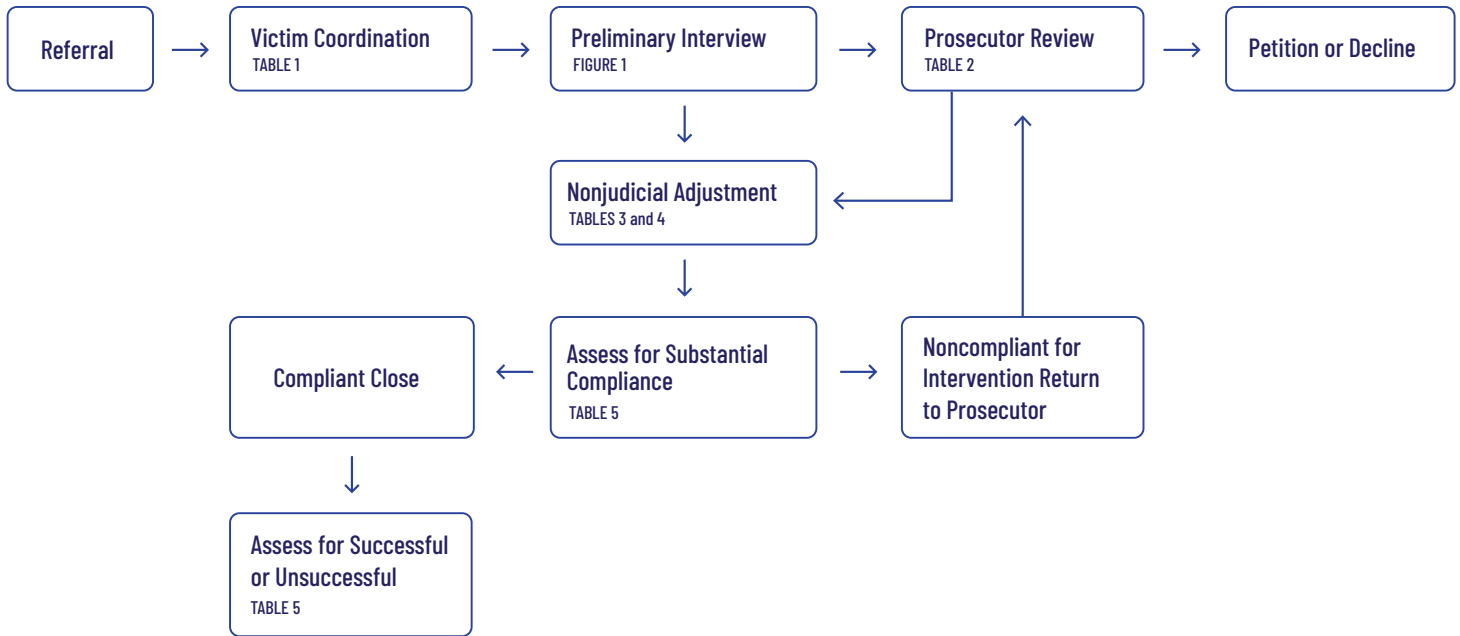 Referral
Victim Coordination
TABLE 1
Preliminary Interview
FIGURE 1
Prosecutor Review
TABLE 2
Petition or Decline
Nonjudicial Adjustment
TABLES 3 and 4
Compliant Close
Assess for Substantial
Compliance
TABLE 5
Noncompliant for
Intervention Return
to Prosecutor
Assess for Successful
or Unsuccessful
TABLE 5